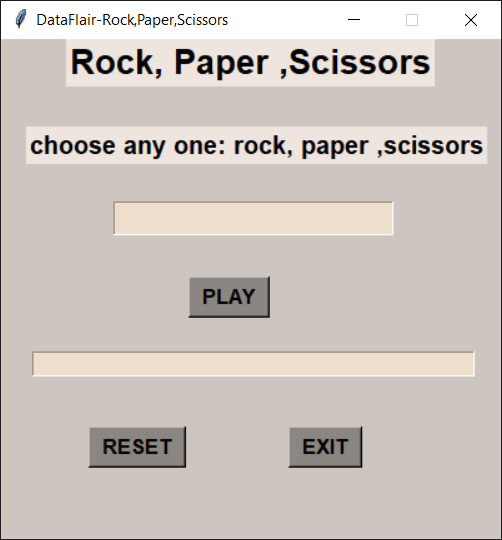 DataFlair-Rock,Paper,Scissors
Rock, Paper ,Scissors
choose any one: rock, paper ,scissors
PLAY
RESET EXIT